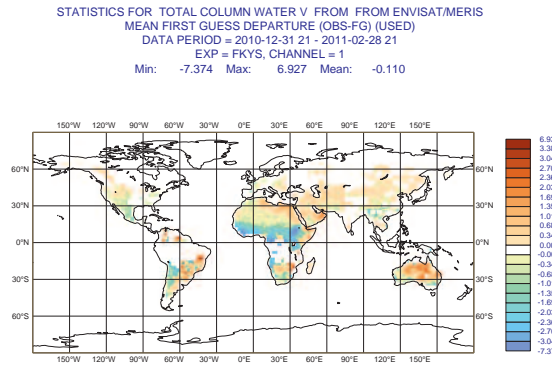 STATISTICS FOR TOTAL COLUMN WATER V FROM FROM ENVISAT/MERIS
MEAN FIRST GUESS DEPARTURE (OBS-FG) (USED)
DATA PERIOD = 2010-12-31 21 - 2011-02-28 21
EXP = FKYS, CHANNEL = 1
Min: -7.374 Max: 6.927 Mean: -0.110
150°W 120°W 90°W 60°W 30°W 0°E 30°E 60°E 90°E 120°E 150°E
60°N 60°N
30°N 30°N
0°N 0°N
30°S 30°S
60°S 60°S
150°W 120°W 90°W 60°W 30°W 0°E 30°E 60°E 90°E 120°E 150°E